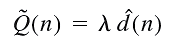 Q̃(n) = λ d̂(n)